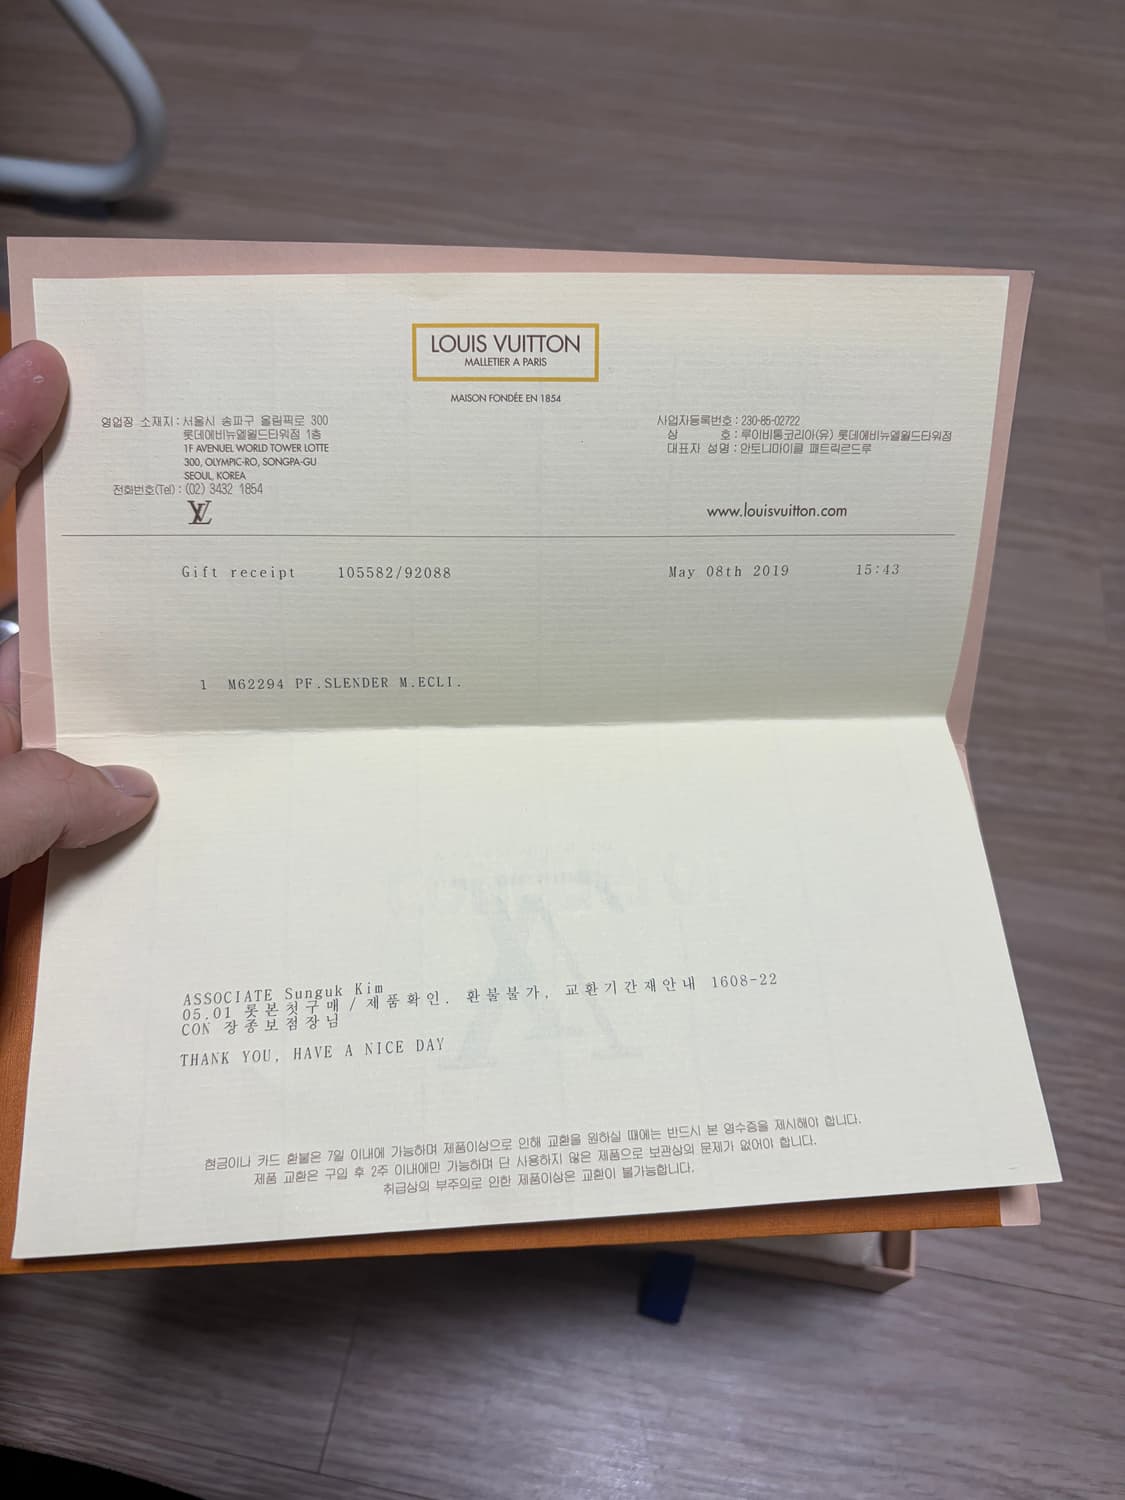 LOUIS VUITTON
MALLETIER A PARIS
MAISON FONDÉE EN 1854
영업장 소재지 : 서울시 송파구 올림픽로 300
롯데에비뉴엘월드타워점 1층
1F AVENUEL WORLD TOWER LOTTE
300, OLYMPIC-RO, SONGPA-GU
SEOUL, KOREA
전화번호(Tel) : (02) 3432 1854
LV
사업자등록번호 : 230-85-02722
상 호 : 루이비통코리아(유) 롯데에비뉴엘월드타워점
대표자 성명 : 안토니마이클 패트릭르드루
www.louisvuitton.com
Gift receipt 105582/92088 May 08th 2019 15:43
1 M62294 PF.SLENDER M.ECLI.
ASSOCIATE Sunguk Kim
05.01 롯본첫구매/제품확인. 환불불가, 교환기간재안내 1608-22
CON 장종보점장님
THANK YOU, HAVE A NICE DAY
현금이나 카드 환불은 7일 이내에 가능하며 제품이상으로 인해 교환을 원하실 때에는 반드시 본 영수증을 제시해야 합니다.
제품 교환은 구입 후 2주 이내에만 가능하며 단 사용하지 않은 제품으로 보관상의 문제가 없어야 합니다.
취급상의 부주의로 인한 제품이상은 교환이 불가능합니다.